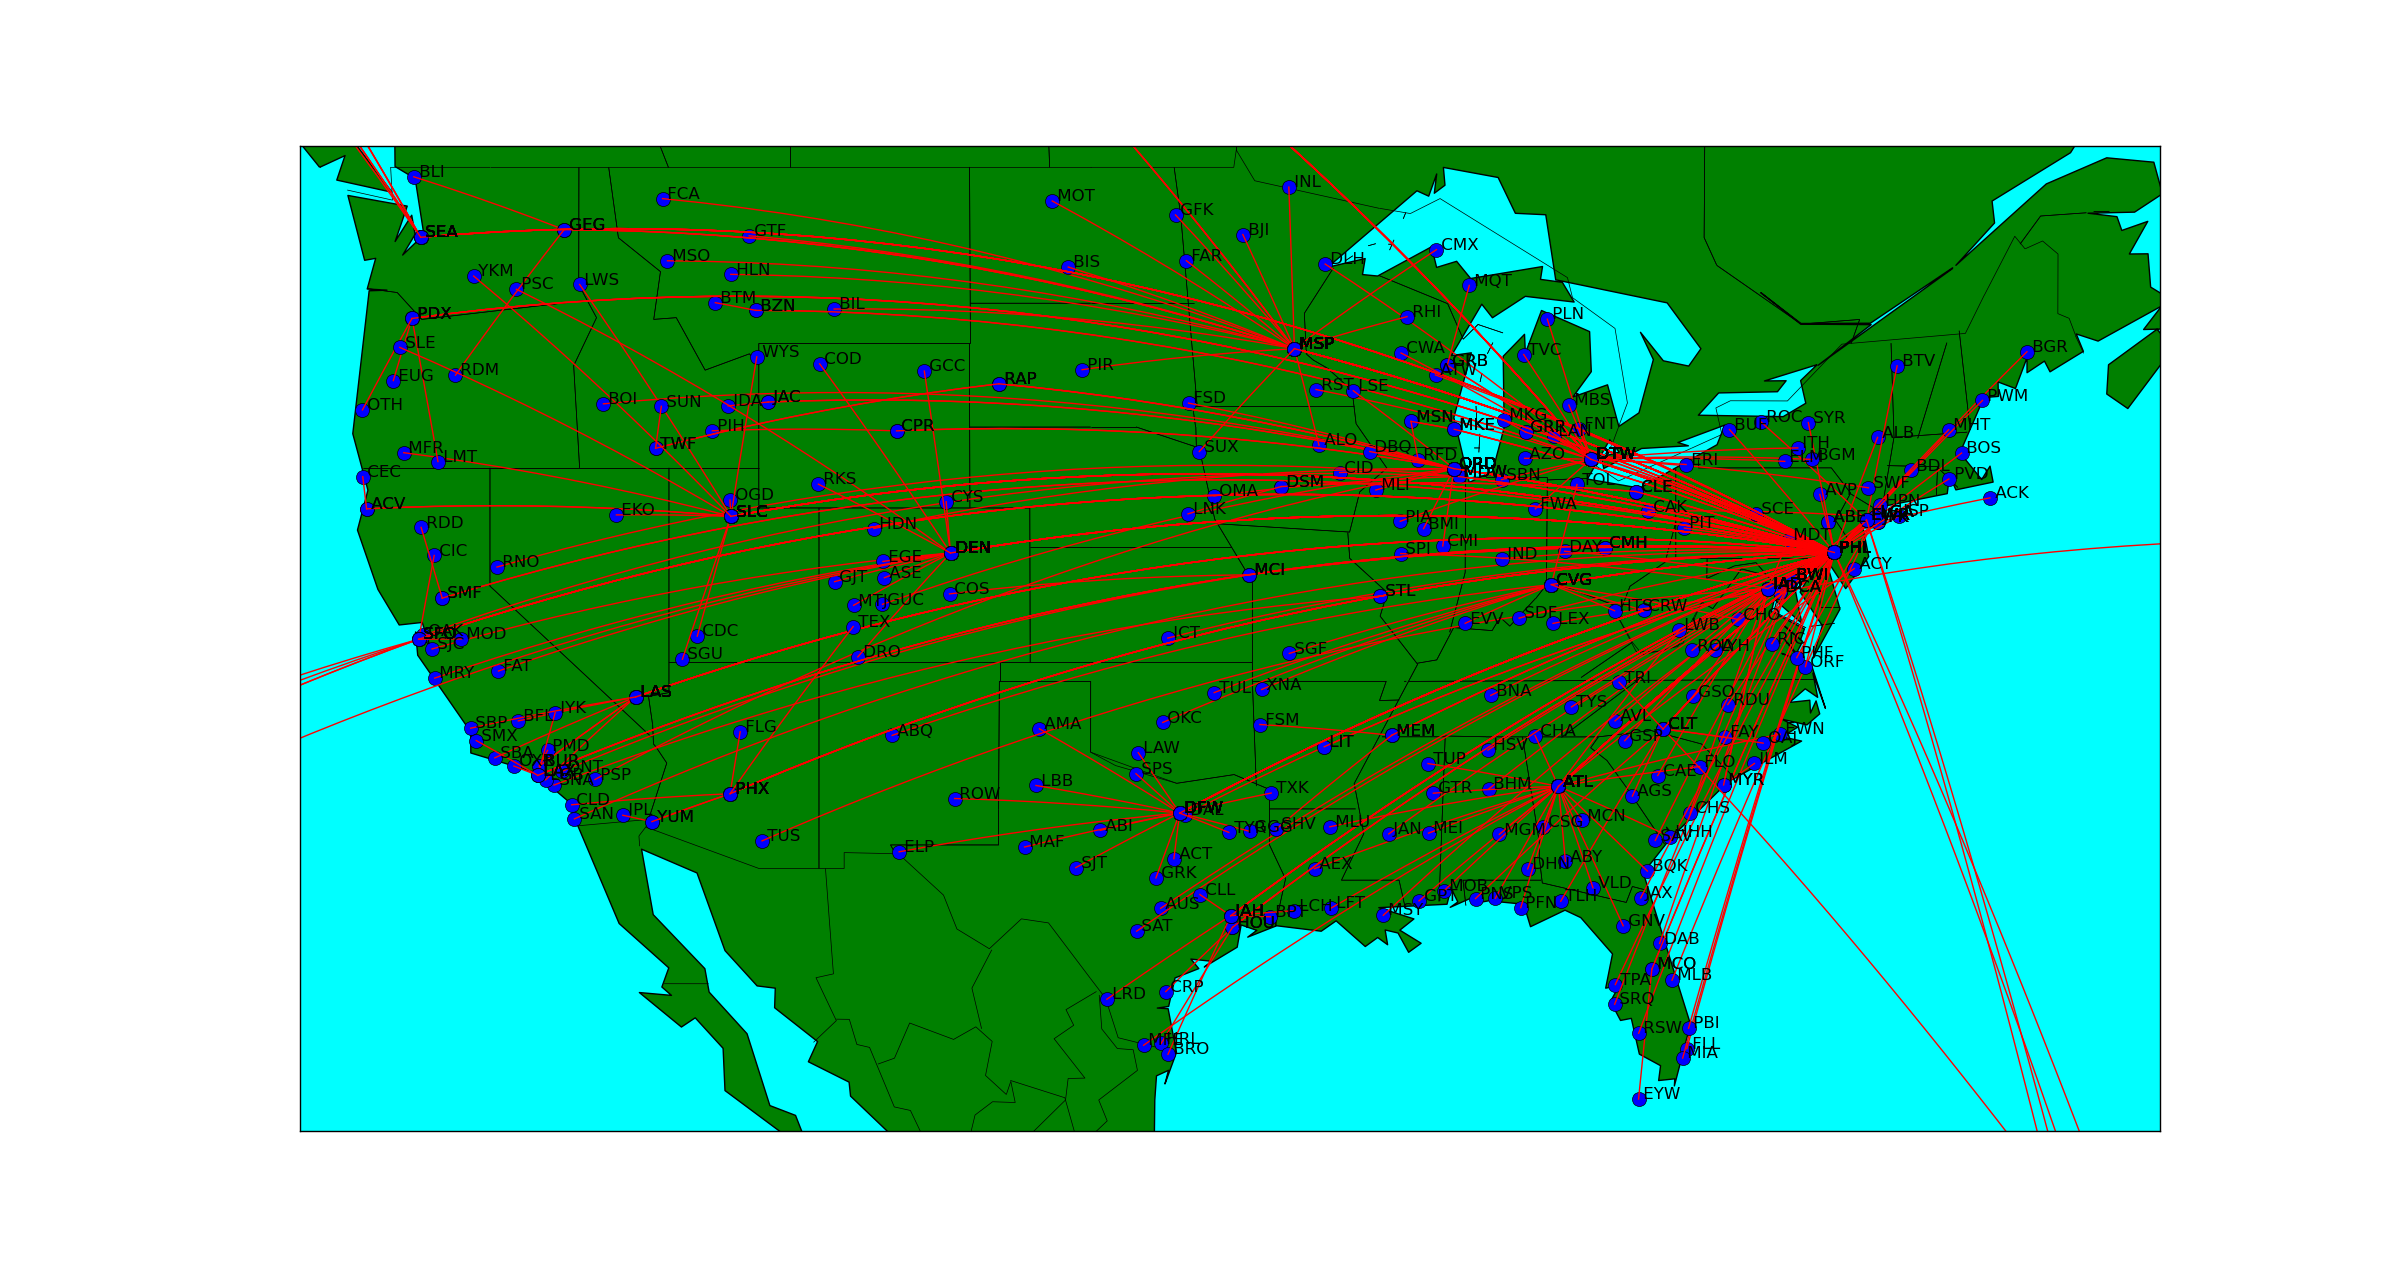 BLI
FCA
INL
MOT
GFK
SEA
GEG
GTF
BJI
CMX
MSO
HLN
BIS
FAR
DLH
YKM
PSC
LWS
MQT
BTM
BZN
BIL
PDX
RHI
PLN
SLE
MSP
WYS
COD
CWA
TVC
GRB
BTV
BGR
EUG
RDM
GCC
PIR
RAP
ATW
OTH
BOI
SUN
IDA
JAC
FSD
RST
LSE
MBS
PWM
MSN
MKE
MKG
GRR
LAN
FNT
BUF
ROC
SYR
ALB
MHT
PIH
CPR
TWF
MFR
LMT
SUX
ALO
DBQ
RFD
ORD
MDW
AZO
SBN
DTW
ERI
ITH
ELM
BGM
BOS
BDL
PVD
CEC
RKS
CID
DSM
MLI
TOL
CLE
AVP
SWF
ACK
ACV
OGD
SLC
CYS
OMA
LNK
FWA
CAK
SCE
HPN
ISP
RDD
EKO
HDN
PIA
BMI
PIT
ABE
EWR
CIC
RNO
EGE
DEN
SPI
CMI
IND
DAY
CMH
MDT
PHL
ASE
GJT
COS
MCI
CVG
IAD
BWI
DCA
ACY
SMF
MTJ
GUC
STL
TEX
EVV
SDF
LEX
HTS
CRW
CHO
LWB
OAK
SFO
MOD
SJC
CDC
SGU
DRO
JCT
SGF
ROA
LYH
RIC
PHF
ORF
MRY
FAT
LAS
TUL
XNA
BNA
TRI
GSO
RDU
SBP
BFL
IYK
SMX
FLG
ABQ
AMA
OKC
FSM
MEM
TYS
AVL
CLT
FAY
OAJ
EWN
SBA
OXR
PMD
BUR
LAX
ONT
SNA
PSP
LAW
SPS
LIT
TUP
HSV
CHA
GSP
CAE
FLO
ILM
MYR
CLD
SAN
IPL
YUM
PHX
ROW
LBB
TXK
GTR
BHM
ATL
AGS
CHS
TUS
ELP
MAF
ABI
DFW
DAL
TYR
GGG
SHV
MLU
JAN
MEI
MGM
CSG
MCN
SAV
HHH
SJT
ACT
GRK
AEX
DHN
ABY
BQK
CLL
AUS
SAT
IAH
HOU
BPT
LCH
LFT
MSY
GPT
MOB
PNS
VPS
PFN
TLH
VLD
JAX
GNV
DAB
MCO
MLB
LRD
CRP
TPA
SRQ
RSW
PBI
MFE
HRL
BRO
FLL
MIA
EYW